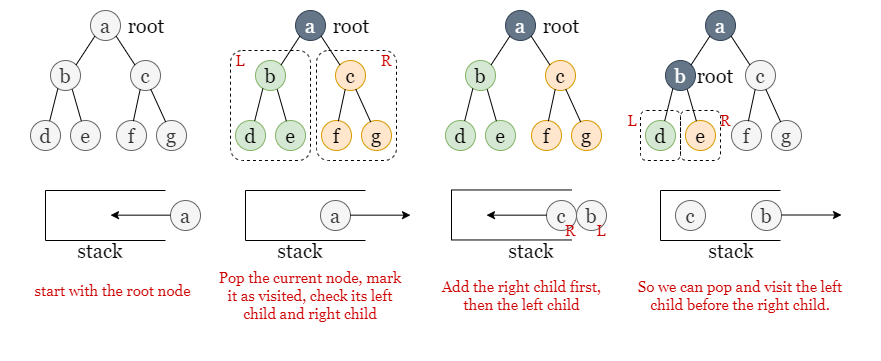 a root
b c
d e f g
a
stack
start with the root node
a root
L R
b c
d e f g
a
stack
Pop the current node, mark
it as visited, check its left
child and right child
a root
b c
d e f g
c b
R L
stack
Add the right child first,
then the left child
a
b root c
L R
d e f g
c b
stack
So we can pop and visit the left
child before the right child.